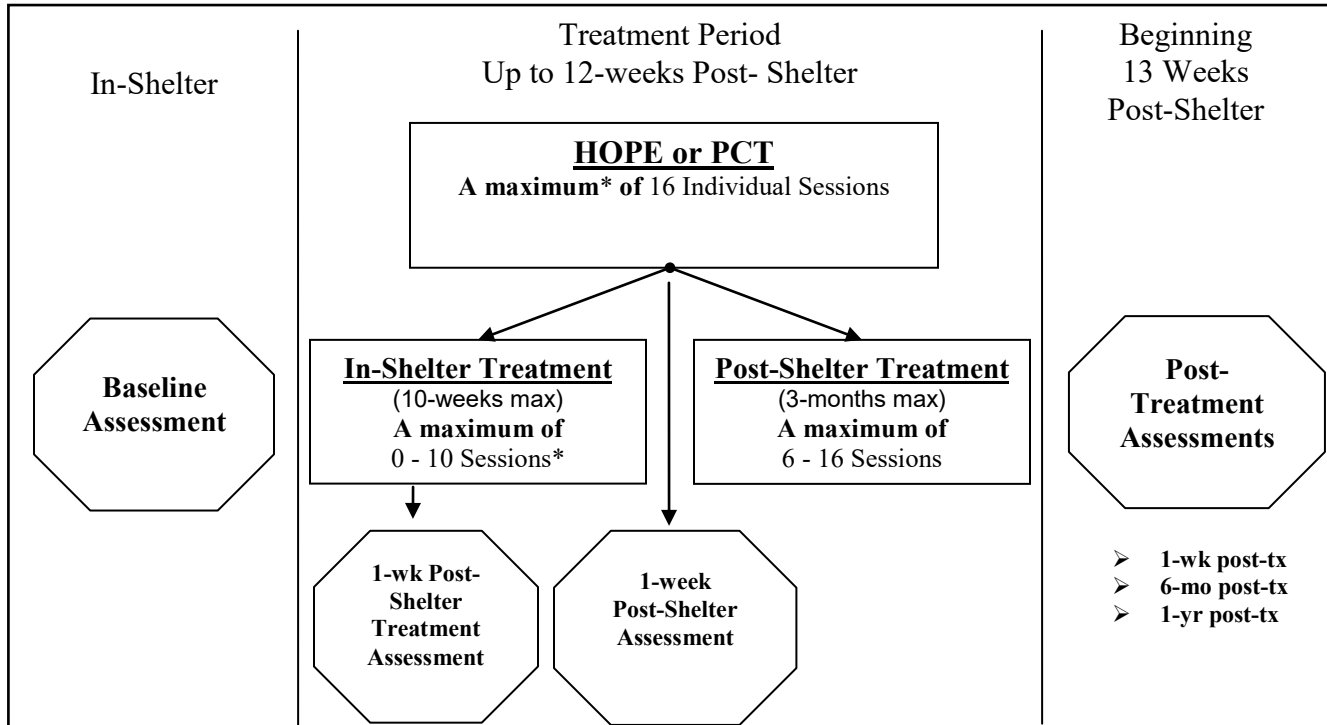 In-Shelter
Treatment Period
Up to 12-weeks Post- Shelter
Beginning
13 Weeks
Post-Shelter
HOPE or PCT
A maximum* of 16 Individual Sessions
Baseline
Assessment
In-Shelter Treatment
(10-weeks max)
A maximum of
0 - 10 Sessions*
Post-Shelter Treatment
(3-months max)
A maximum of
6 - 16 Sessions
Post-
Treatment
Assessments
1-wk Post-
Shelter
Treatment
Assessment
1-week
Post-Shelter
Assessment
➢ 1-wk post-tx
➢ 6-mo post-tx
➢ 1-yr post-tx